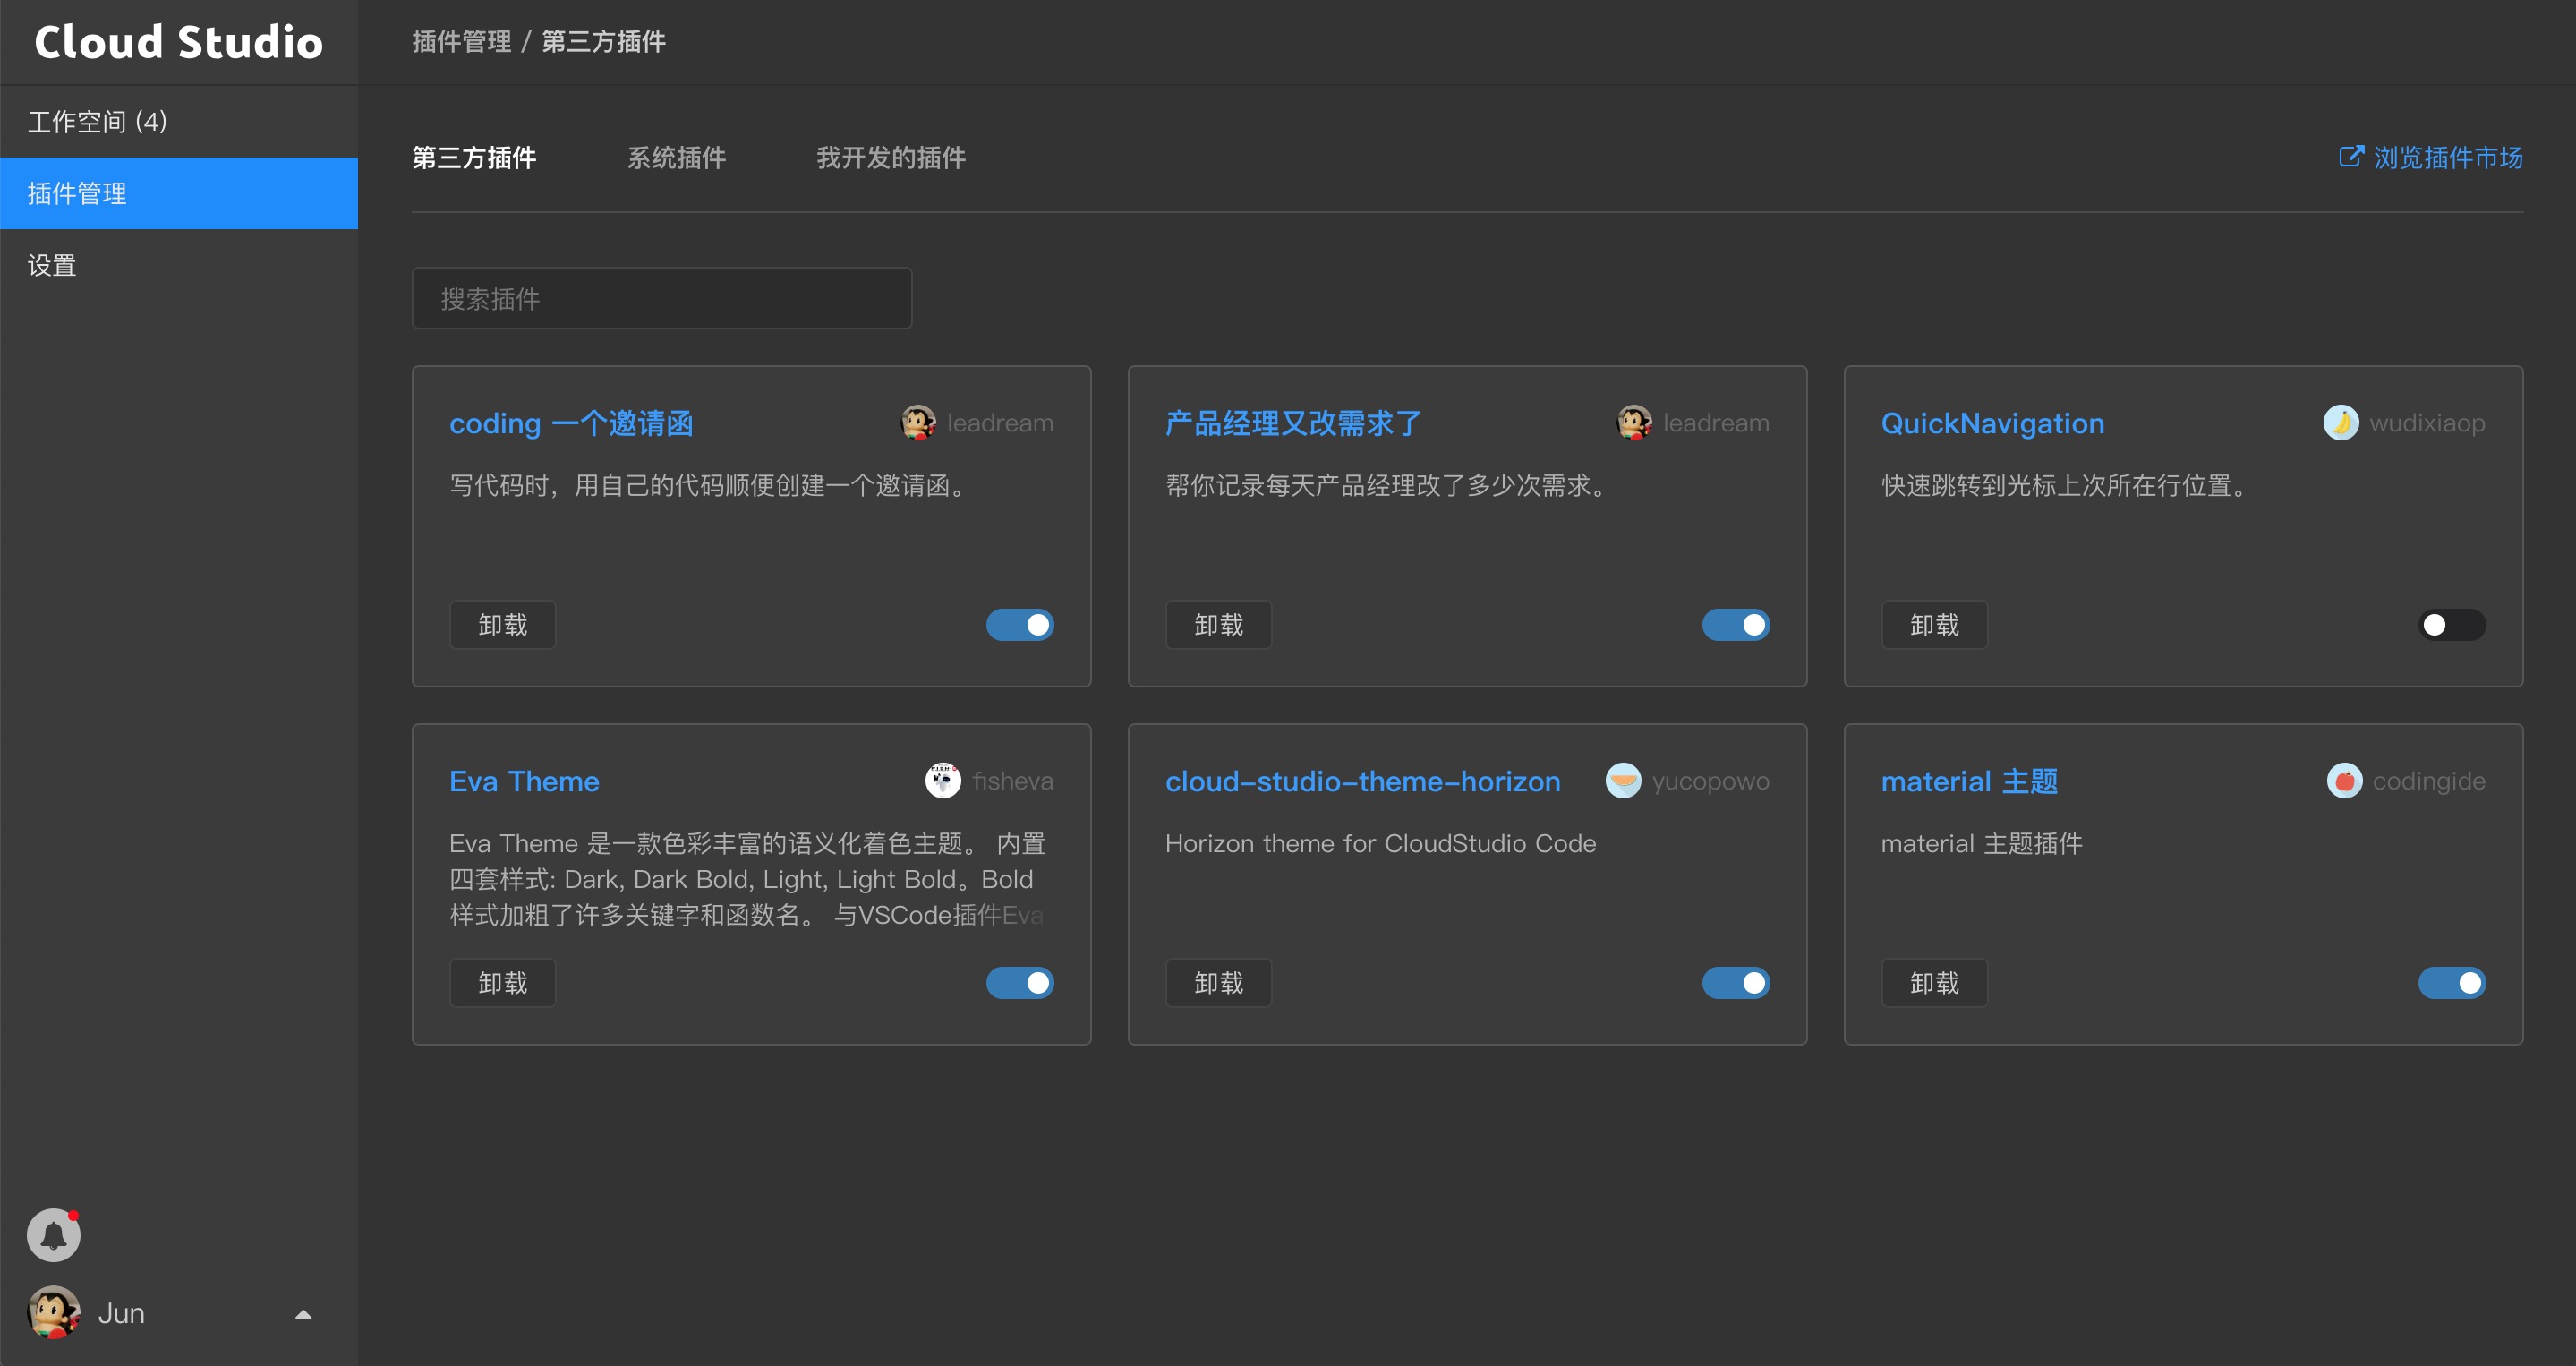 Cloud Studio
插件管理 / 第三方插件
工作空间 (4)
插件管理
设置
第三方插件
系统插件
我开发的插件
浏览插件市场
搜索插件
coding 一个邀请函
leadream
写代码时，用自己的代码顺便创建一个邀请函。
卸载
产品经理又改需求了
leadream
帮你记录每天产品经理改了多少次需求。
卸载
QuickNavigation
wudixiaop
快速跳转到光标上次所在行位置。
卸载
Eva Theme
fisheva
Eva Theme 是一款色彩丰富的语义化着色主题。 内置
四套样式: Dark, Dark Bold, Light, Light Bold。Bold
样式加粗了许多关键字和函数名。 与VSCode插件Eva
卸载
cloud-studio-theme-horizon
yucopowo
Horizon theme for CloudStudio Code
卸载
material 主题
codingide
material 主题插件
卸载
Jun